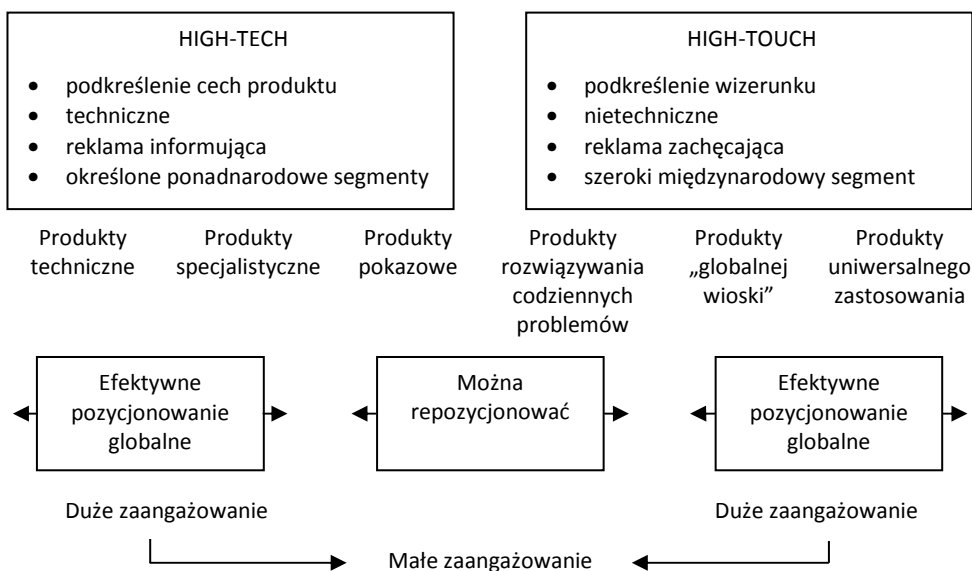 HIGH-TECH
• podkreślenie cech produktu
• techniczne
• reklama informująca
• określone ponadnarodowe segmenty
HIGH-TOUCH
• podkreślenie wizerunku
• nietechniczne
• reklama zachęcająca
• szeroki międzynarodowy segment
Produkty
techniczne
Produkty
specjalistyczne
Produkty
pokazowe
Produkty
rozwiązywania
codziennych
problemów
Produkty
„globalnej
wioski”
Produkty
uniwersalnego
zastosowania
Efektywne
pozycjonowanie
globalne
Można
repozycjonować
Efektywne
pozycjonowanie
globalne
Duże zaangażowanie
Duże zaangażowanie
Małe zaangażowanie